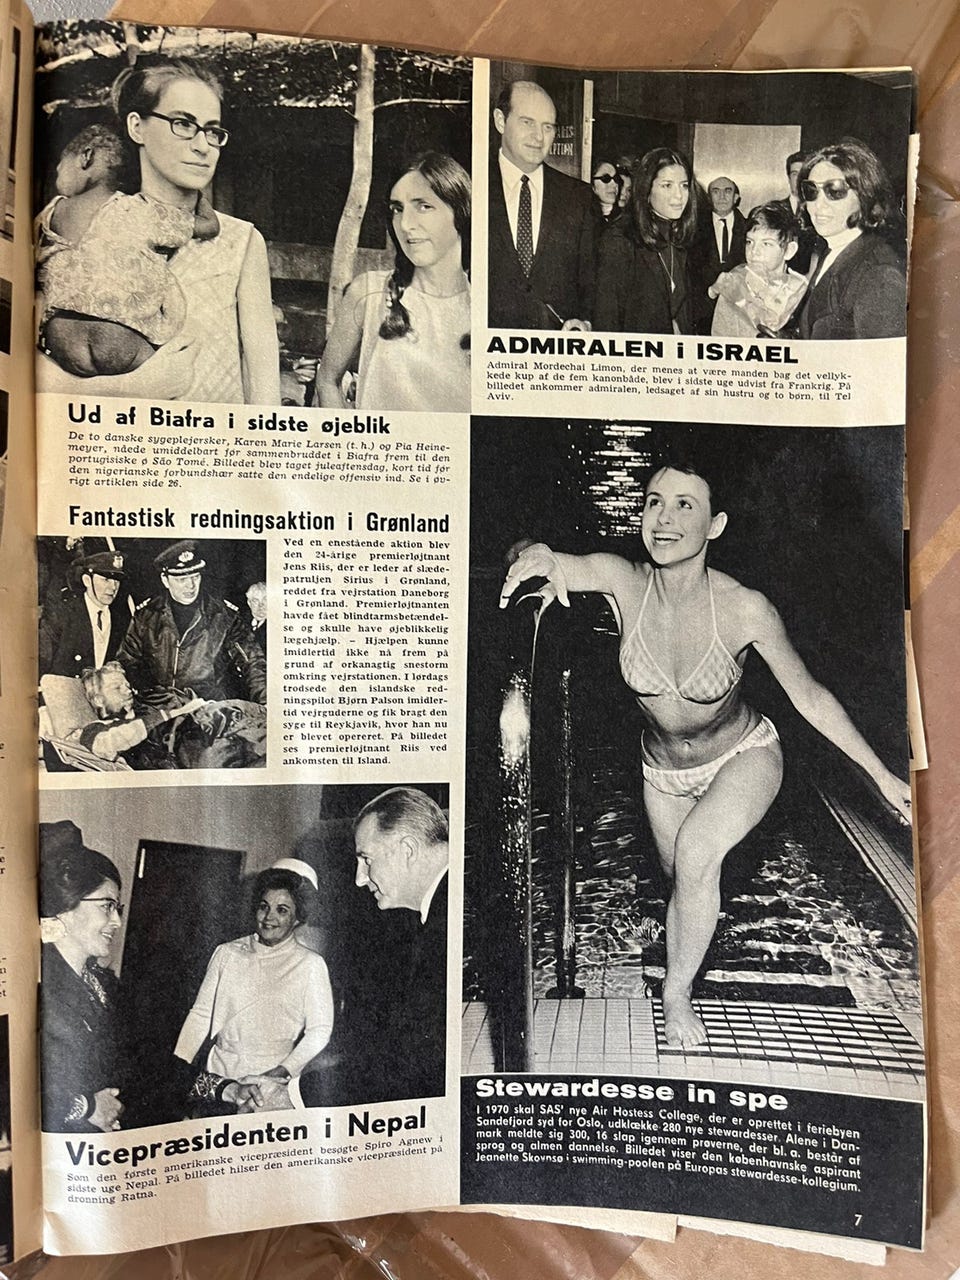 Ud af Biafra i sidste øjeblik
De to danske sygeplejersker, Karen Marie Larsen (t. h.) og Pia Heine-
meyer, nåede umiddelbart før sammenbruddet i Biafra frem til den
portugisiske ø São Tomé. Billedet blev taget juleaftensdag, kort tid før
den nigerianske forbundshær satte den endelige offensiv ind. Se i øv-
rigt artiklen side 26.
ADMIRALEN i ISRAEL
Admiral Mordechai Limon, der menes at være manden bag det vellyk-
kede kup af de fem kanonbåde, blev i sidste uge udvist fra Frankrig. På
billedet ankommer admiralen, ledsaget af sin hustru og to børn, til Tel
Aviv.
Fantastisk redningsaktion i Grønland
Ved en enestående aktion blev
den 24-årige premierløjtnant
Jens Riis, der er leder af slæde-
patruljen Sirius i Grønland,
reddet fra vejrstation Daneborg
i Grønland. Premierløjtnanten
havde fået blindtarmsbetændel-
se og skulle have øjeblikkelig
lægehjælp. – Hjælpen kunne
imidlertid ikke nå frem på
grund af orkanagtig snestorm
omkring vejrstationen. I lørdags
trodsede den islandske red-
ningspilot Bjørn Palson imidler-
tid vejrguderne og fik bragt den
syge til Reykjavik, hvor han nu
er blevet opereret. På billedet
ses premierløjtnant Riis ved
ankomsten til Island.
Vicepræsidenten i Nepal
Som den første amerikanske vicepræsident besøgte Spiro Agnew i
sidste uge Nepal. På billedet hilser den amerikanske vicepræsident på
dronning Ratna.
Stewardesse in spe
I 1970 skal SAS' nye Air Hostess College, der er oprettet i feriebyen
Sandefjord syd for Oslo, udklække 280 nye stewardesser. Alene i Dan-
mark meldte sig 300, 16 slap igennem prøverne, der bl. a. består af
sprog og almen dannelse. Billedet viser den københavnske aspirant
Jeanette Skovnsø i swimming-poolen på Europas stewardesse-kollegium.
7